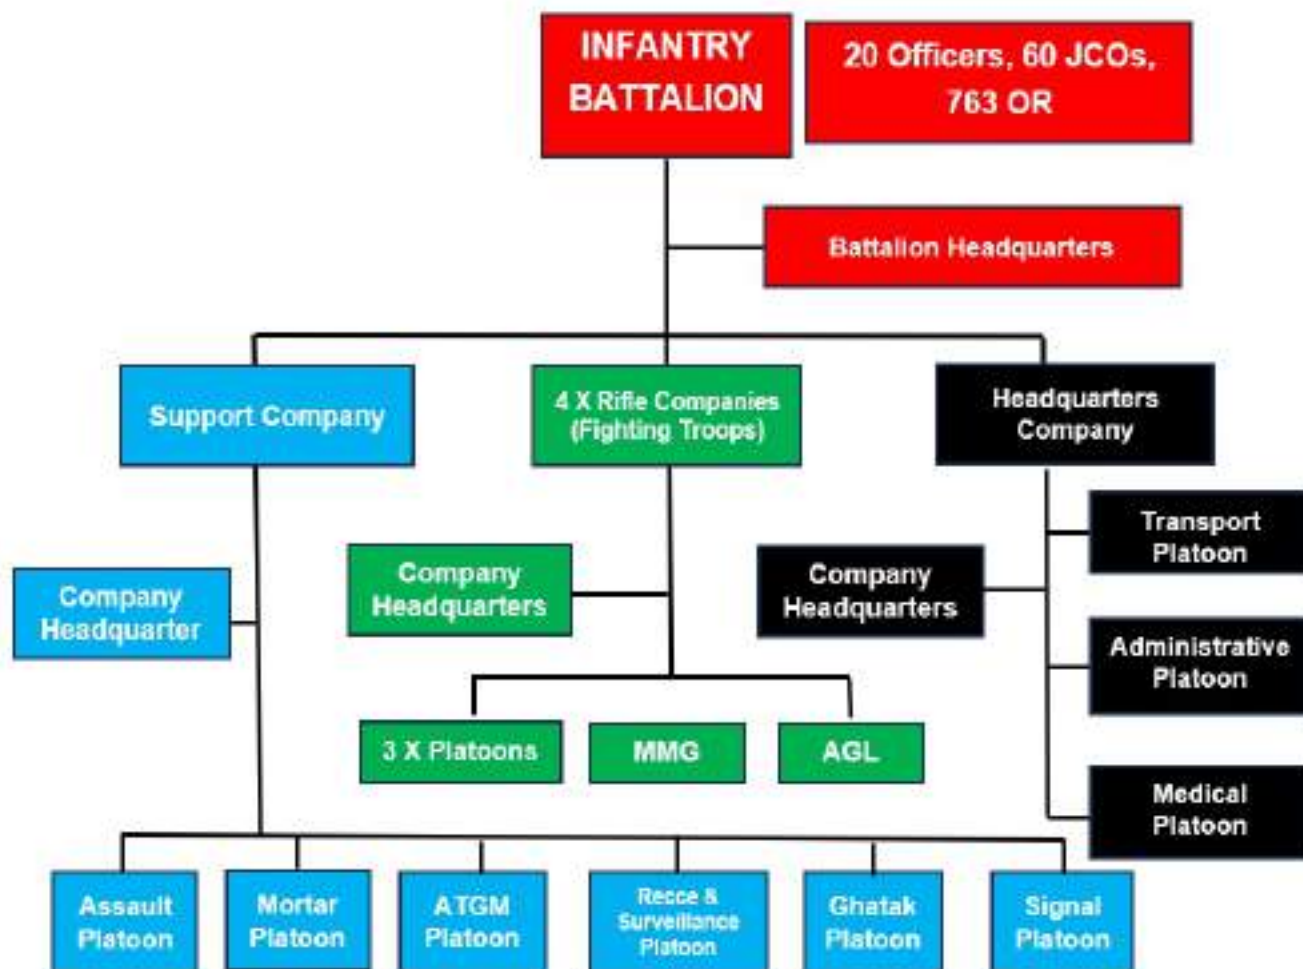 INFANTRY
BATTALION
20 Officers, 60 JCOs,
763 OR
Battalion Headquarters
Support Company
4 X Rifle Companies
(Fighting Troops)
Headquarters
Company
Transport
Platoon
Company
Headquarter
Company
Headquarters
Company
Headquarters
Administrative
Platoon
3 X Platoons
MMG
AGL
Medical
Platoon
Assault
Platoon
Mortar
Platoon
ATGM
Platoon
Recce &
Surveillance
Platoon
Ghatak
Platoon
Signal
Platoon